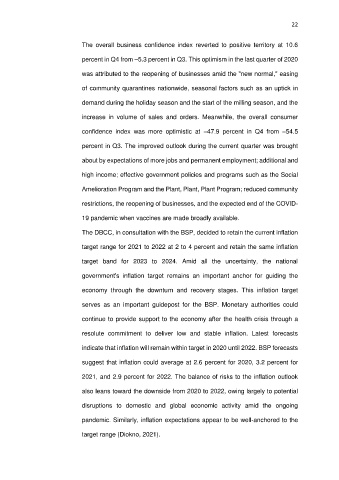 22
The overall business confidence index reverted to positive territory at 10.6
percent in Q4 from –5.3 percent in Q3. This optimism in the last quarter of 2020
was attributed to the reopening of businesses amid the "new normal," easing
of community quarantines nationwide, seasonal factors such as an uptick in
demand during the holiday season and the start of the milling season, and the
increase in volume of sales and orders. Meanwhile, the overall consumer
confidence index was more optimistic at –47.9 percent in Q4 from –54.5
percent in Q3. The improved outlook during the current quarter was brought
about by expectations of more jobs and permanent employment; additional and
high income; effective government policies and programs such as the Social
Amelioration Program and the Plant, Plant, Plant Program; reduced community
restrictions, the reopening of businesses, and the expected end of the COVID-
19 pandemic when vaccines are made broadly available.
The DBCC, in consultation with the BSP, decided to retain the current inflation
target range for 2021 to 2022 at 2 to 4 percent and retain the same inflation
target band for 2023 to 2024. Amid all the uncertainty, the national
government's inflation target remains an important anchor for guiding the
economy through the downturn and recovery stages. This inflation target
serves as an important guidepost for the BSP. Monetary authorities could
continue to provide support to the economy after the health crisis through a
resolute commitment to deliver low and stable inflation. Latest forecasts
indicate that inflation will remain within target in 2020 until 2022. BSP forecasts
suggest that inflation could average at 2.6 percent for 2020, 3.2 percent for
2021, and 2.9 percent for 2022. The balance of risks to the inflation outlook
also leans toward the downside from 2020 to 2022, owing largely to potential
disruptions to domestic and global economic activity amid the ongoing
pandemic. Similarly, inflation expectations appear to be well-anchored to the
target range (Diokno, 2021).